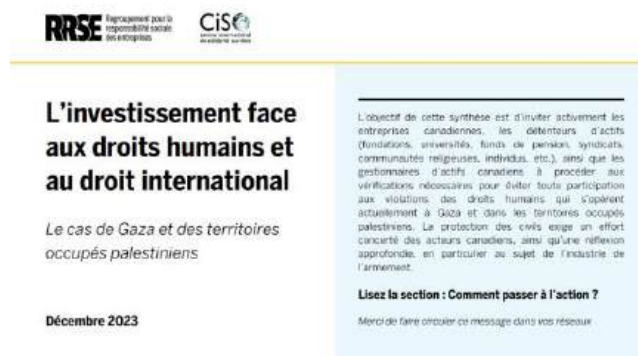 RRSE
Regroupement pour la
responsabilité sociale
des entreprises
CiSO
L'investissement face
aux droits humains et
au droit international
Le cas de Gaza et des territoires
occupés palestiniens
Décembre 2023
L'objectif de cette synthèse est d'inviter activement les
entreprises canadiennes, les détenteurs d'actifs
(fondations, universités, fonds de pension, syndicats,
communautés religieuses, individus, etc.), ainsi que les
gestionnaires d'actifs canadiens à procéder aux
vérifications nécessaires pour éviter toute participation
aux violations des droits humains qui s'opèrent
actuellement à Gaza et dans les territoires occupés
palestiniens. La protection des civils exige un effort
concerté des acteurs canadiens, ainsi qu'une réflexion
approfondie, en particulier au sujet de l'industrie de
l'armement.
Lisez la section : Comment passer à l'action ?
Merci de faire circuler ce message dans vos réseaux